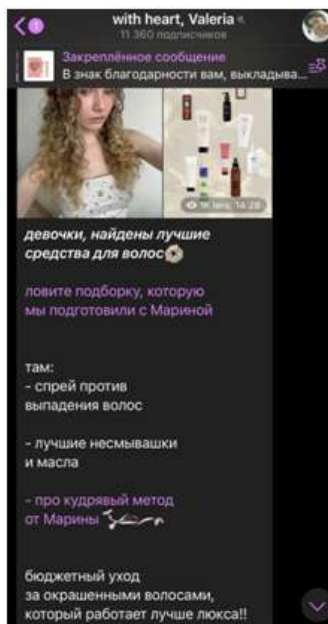 with heart, Valeria
11 360 подписчиков
Закреплённое сообщение
В знак благодарности вам, выкладыва...
девочки, найдены лучшие
средства для волос
ловите подборку, которую
мы подготовили с Мариной
там:
- спрей против
выпадения волос
- лучшие несмывашки
и масла
- про кудрявый метод
от Марины
бюджетный уход
за окрашенными волосами,
который работает лучше люкса!!